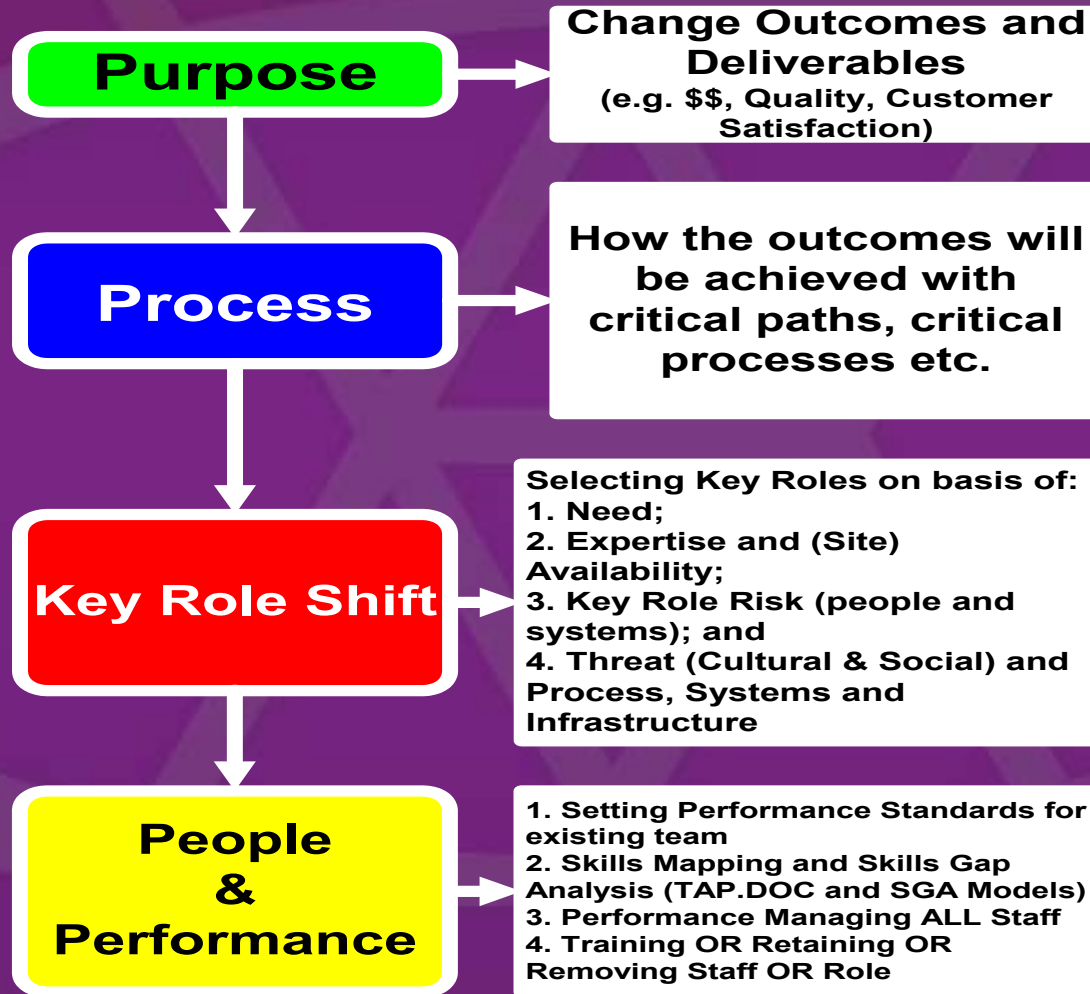 Purpose
Change Outcomes and
Deliverables
(e.g. $$, Quality, Customer
Satisfaction)
Process
How the outcomes will
be achieved with
critical paths, critical
processes etc.
Key Role Shift
Selecting Key Roles on basis of:
1. Need;
2. Expertise and (Site)
Availability;
3. Key Role Risk (people and
systems); and
4. Threat (Cultural & Social) and
Process, Systems and
Infrastructure
People
&
Performance
1. Setting Performance Standards for
existing team
2. Skills Mapping and Skills Gap
Analysis (TAP.DOC and SGA Models)
3. Performance Managing ALL Staff
4. Training OR Retaining OR
Removing Staff OR Role